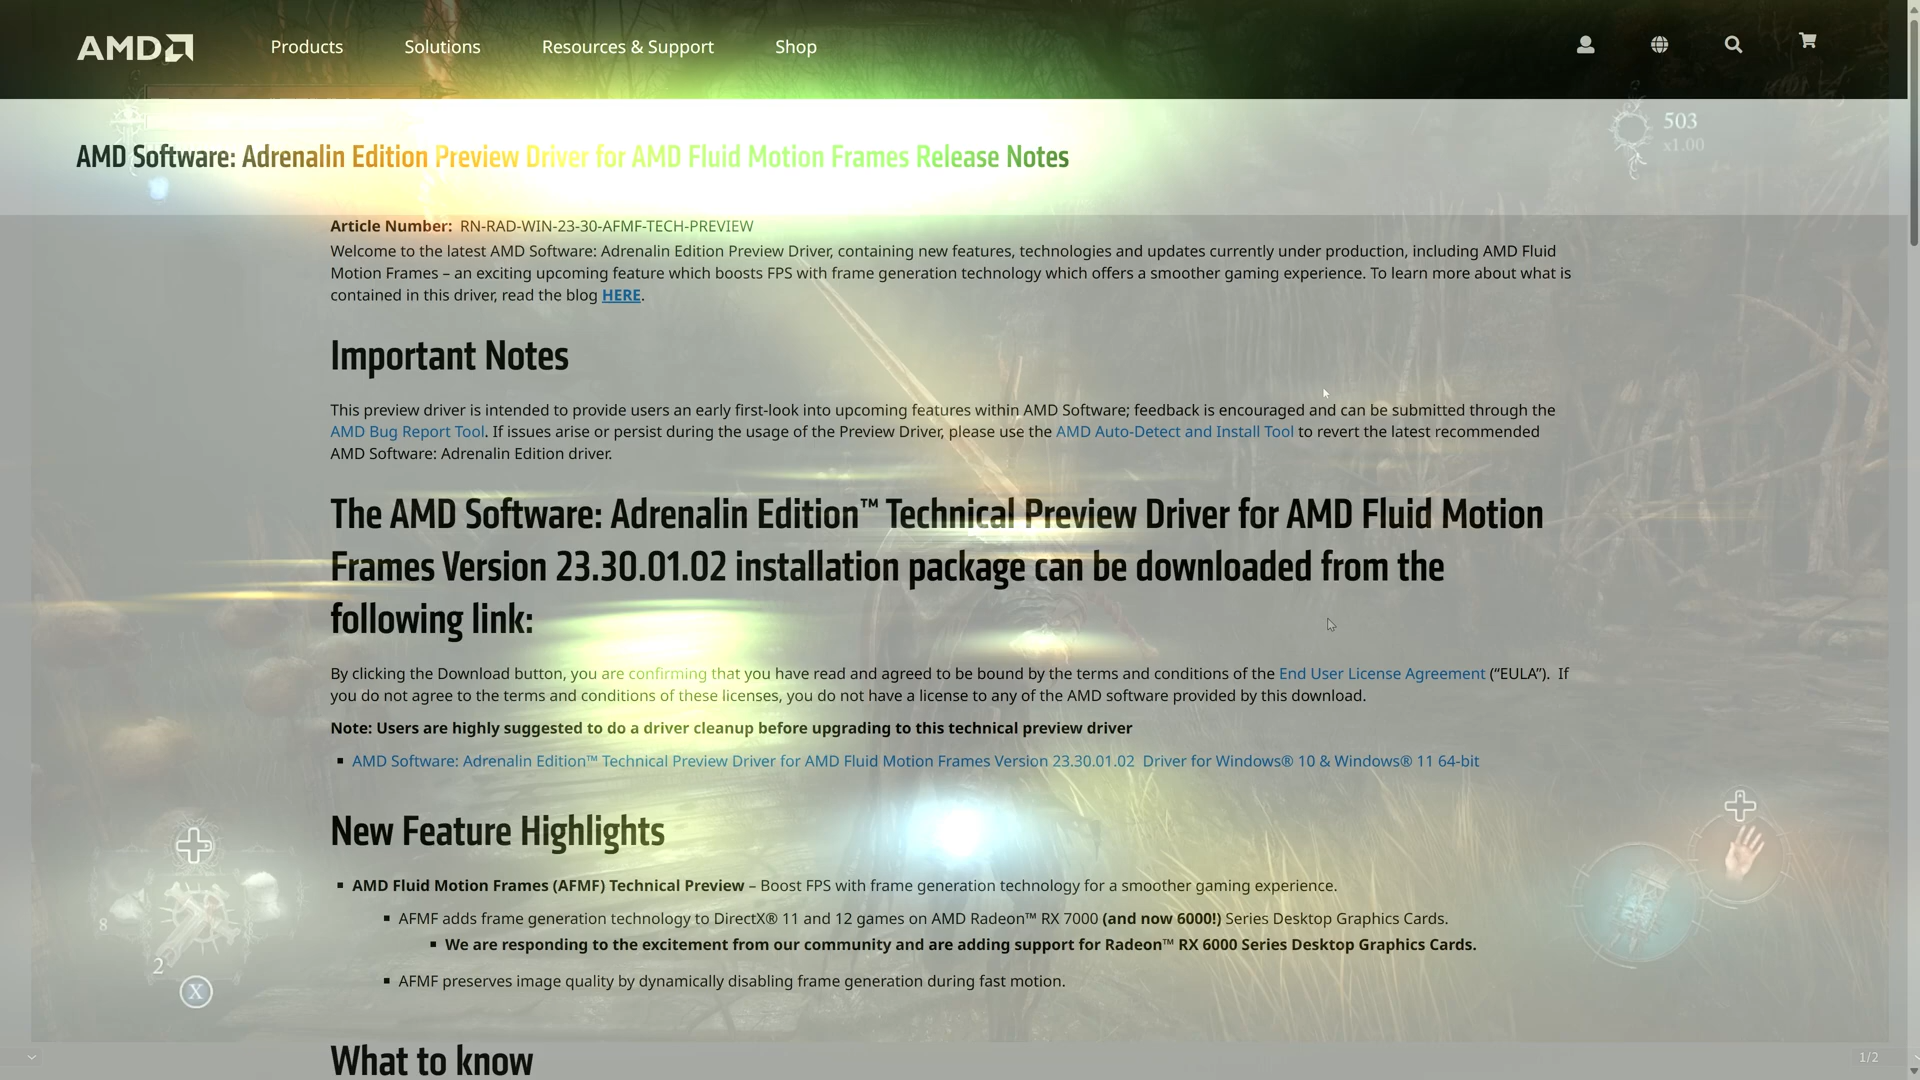 AMD
Products
Solutions
Resources & Support
Shop
503
x1.00
AMD Software: Adrenalin Edition Preview Driver for AMD Fluid Motion Frames Release Notes
Article Number: RN-RAD-WIN-23-30-AFMF-TECH-PREVIEW
Welcome to the latest AMD Software: Adrenalin Edition Preview Driver, containing new features, technologies and updates currently under production, including AMD Fluid
Motion Frames – an exciting upcoming feature which boosts FPS with frame generation technology which offers a smoother gaming experience. To learn more about what is
contained in this driver, read the blog HERE.
Important Notes
This preview driver is intended to provide users an early first-look into upcoming features within AMD Software; feedback is encouraged and can be submitted through the
AMD Bug Report Tool. If issues arise or persist during the usage of the Preview Driver, please use the AMD Auto-Detect and Install Tool to revert the latest recommended
AMD Software: Adrenalin Edition driver.
The AMD Software: Adrenalin Edition™ Technical Preview Driver for AMD Fluid Motion
Frames Version 23.30.01.02 installation package can be downloaded from the
following link:
By clicking the Download button, you are confirming that you have read and agreed to be bound by the terms and conditions of the End User License Agreement (“EULA”). If
you do not agree to the terms and conditions of these licenses, you do not have a license to any of the AMD software provided by this download.
Note: Users are highly suggested to do a driver cleanup before upgrading to this technical preview driver
AMD Software: Adrenalin Edition™ Technical Preview Driver for AMD Fluid Motion Frames Version 23.30.01.02 Driver for Windows® 10 & Windows® 11 64-bit
New Feature Highlights
AMD Fluid Motion Frames (AFMF) Technical Preview – Boost FPS with frame generation technology for a smoother gaming experience.
AFMF adds frame generation technology to DirectX® 11 and 12 games on AMD Radeon™ RX 7000 (and now 6000!) Series Desktop Graphics Cards.
We are responding to the excitement from our community and are adding support for Radeon™ RX 6000 Series Desktop Graphics Cards.
AFMF preserves image quality by dynamically disabling frame generation during fast motion.
8
2
X
What to know
1/2